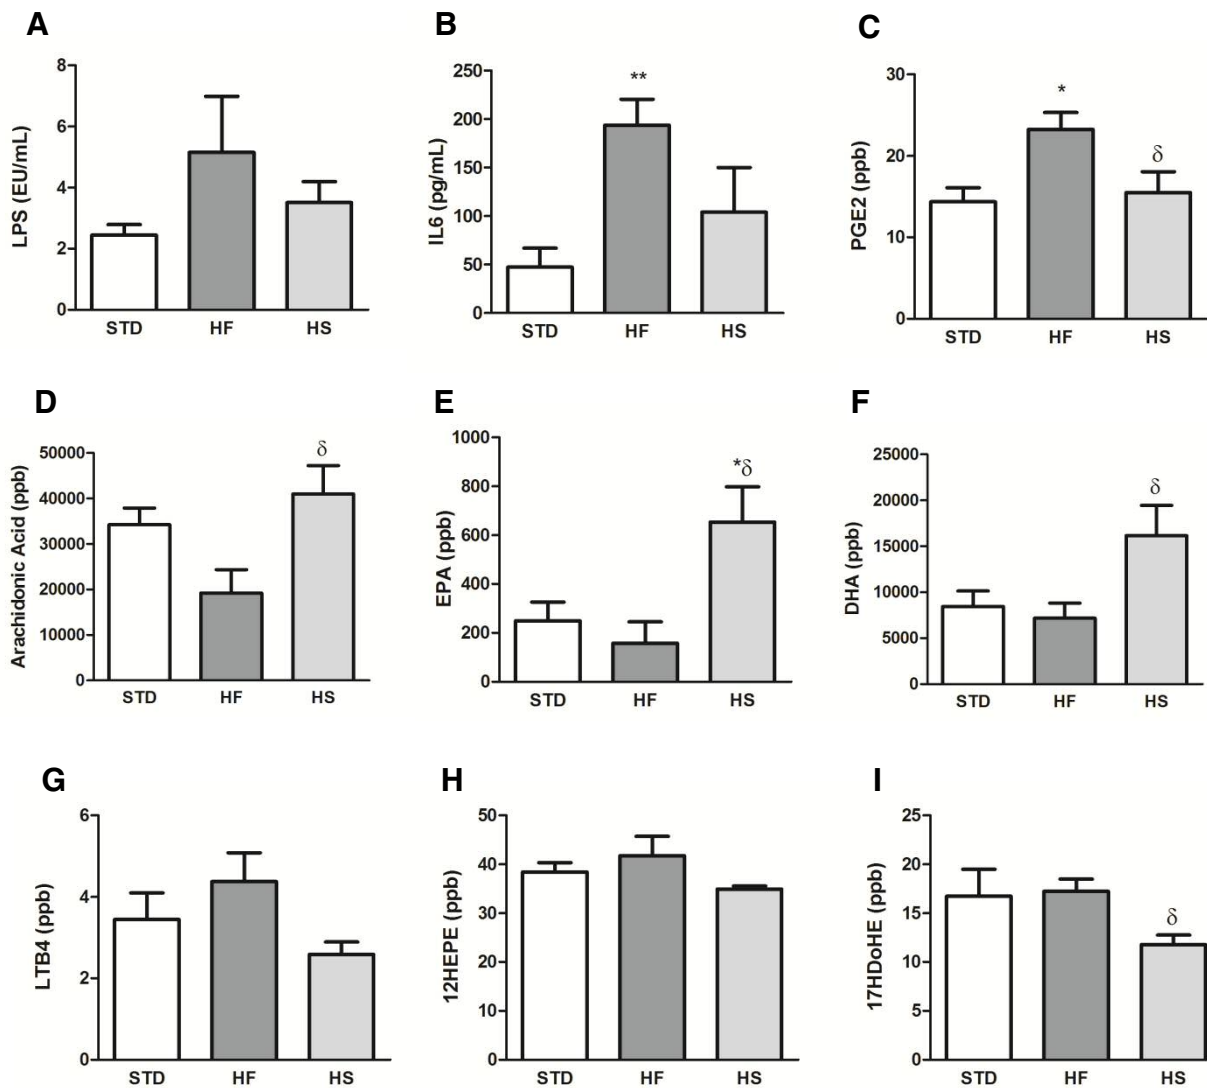 A
LPS (EU/mL)
8
6
4
2
0
STD HF HS
B
IL6 (pg/mL)
250
200
150
100
50
0
**
STD HF HS
C
PGE2 (ppb)
30
20
10
0
*
δ
STD HF HS
D
Arachidonic Acid (ppb)
50000
40000
30000
20000
10000
0
δ
STD HF HS
E
EPA (ppb)
1000
800
600
400
200
0
*δ
STD HF HS
F
DHA (ppb)
25000
20000
15000
10000
5000
0
δ
STD HF HS
G
LTB4 (ppb)
6
4
2
0
STD HF HS
H
12HEPE (ppb)
50
40
30
20
10
0
STD HF HS
I
17HDoHE (ppb)
25
20
15
10
5
0
δ
STD HF HS